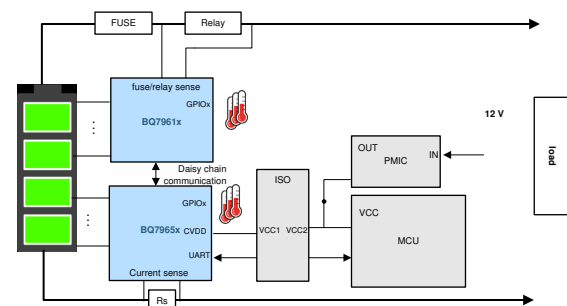 FUSE
Relay
fuse/relay sense
GPIOx
BQ7961x
12 V
load
Daisy chain
communication
OUT
PMIC
IN
ISO
GPIOx
VCC
BQ7965x
CVDD
VCC1
VCC2
MCU
UART
Current sense
Rs